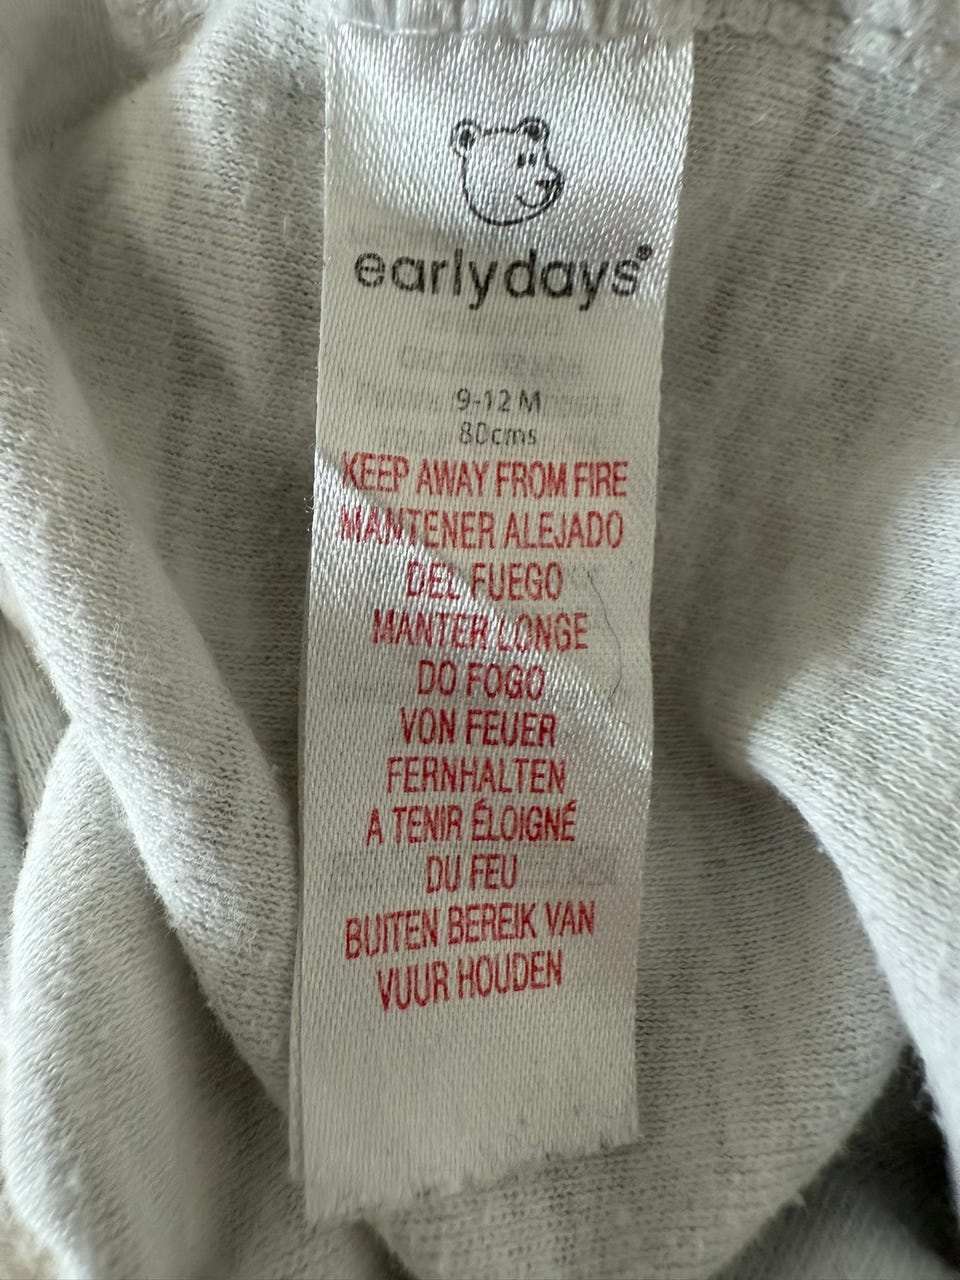 earlydays®
9-12 M
80cms
KEEP AWAY FROM FIRE
MANTENER ALEJADO
DEL FUEGO
MANTER LONGE
DO FOGO
VON FEUER
FERNHALTEN
A TENIR ÉLOIGNÉ
DU FEU
BUITEN BEREIK VAN
VUUR HOUDEN